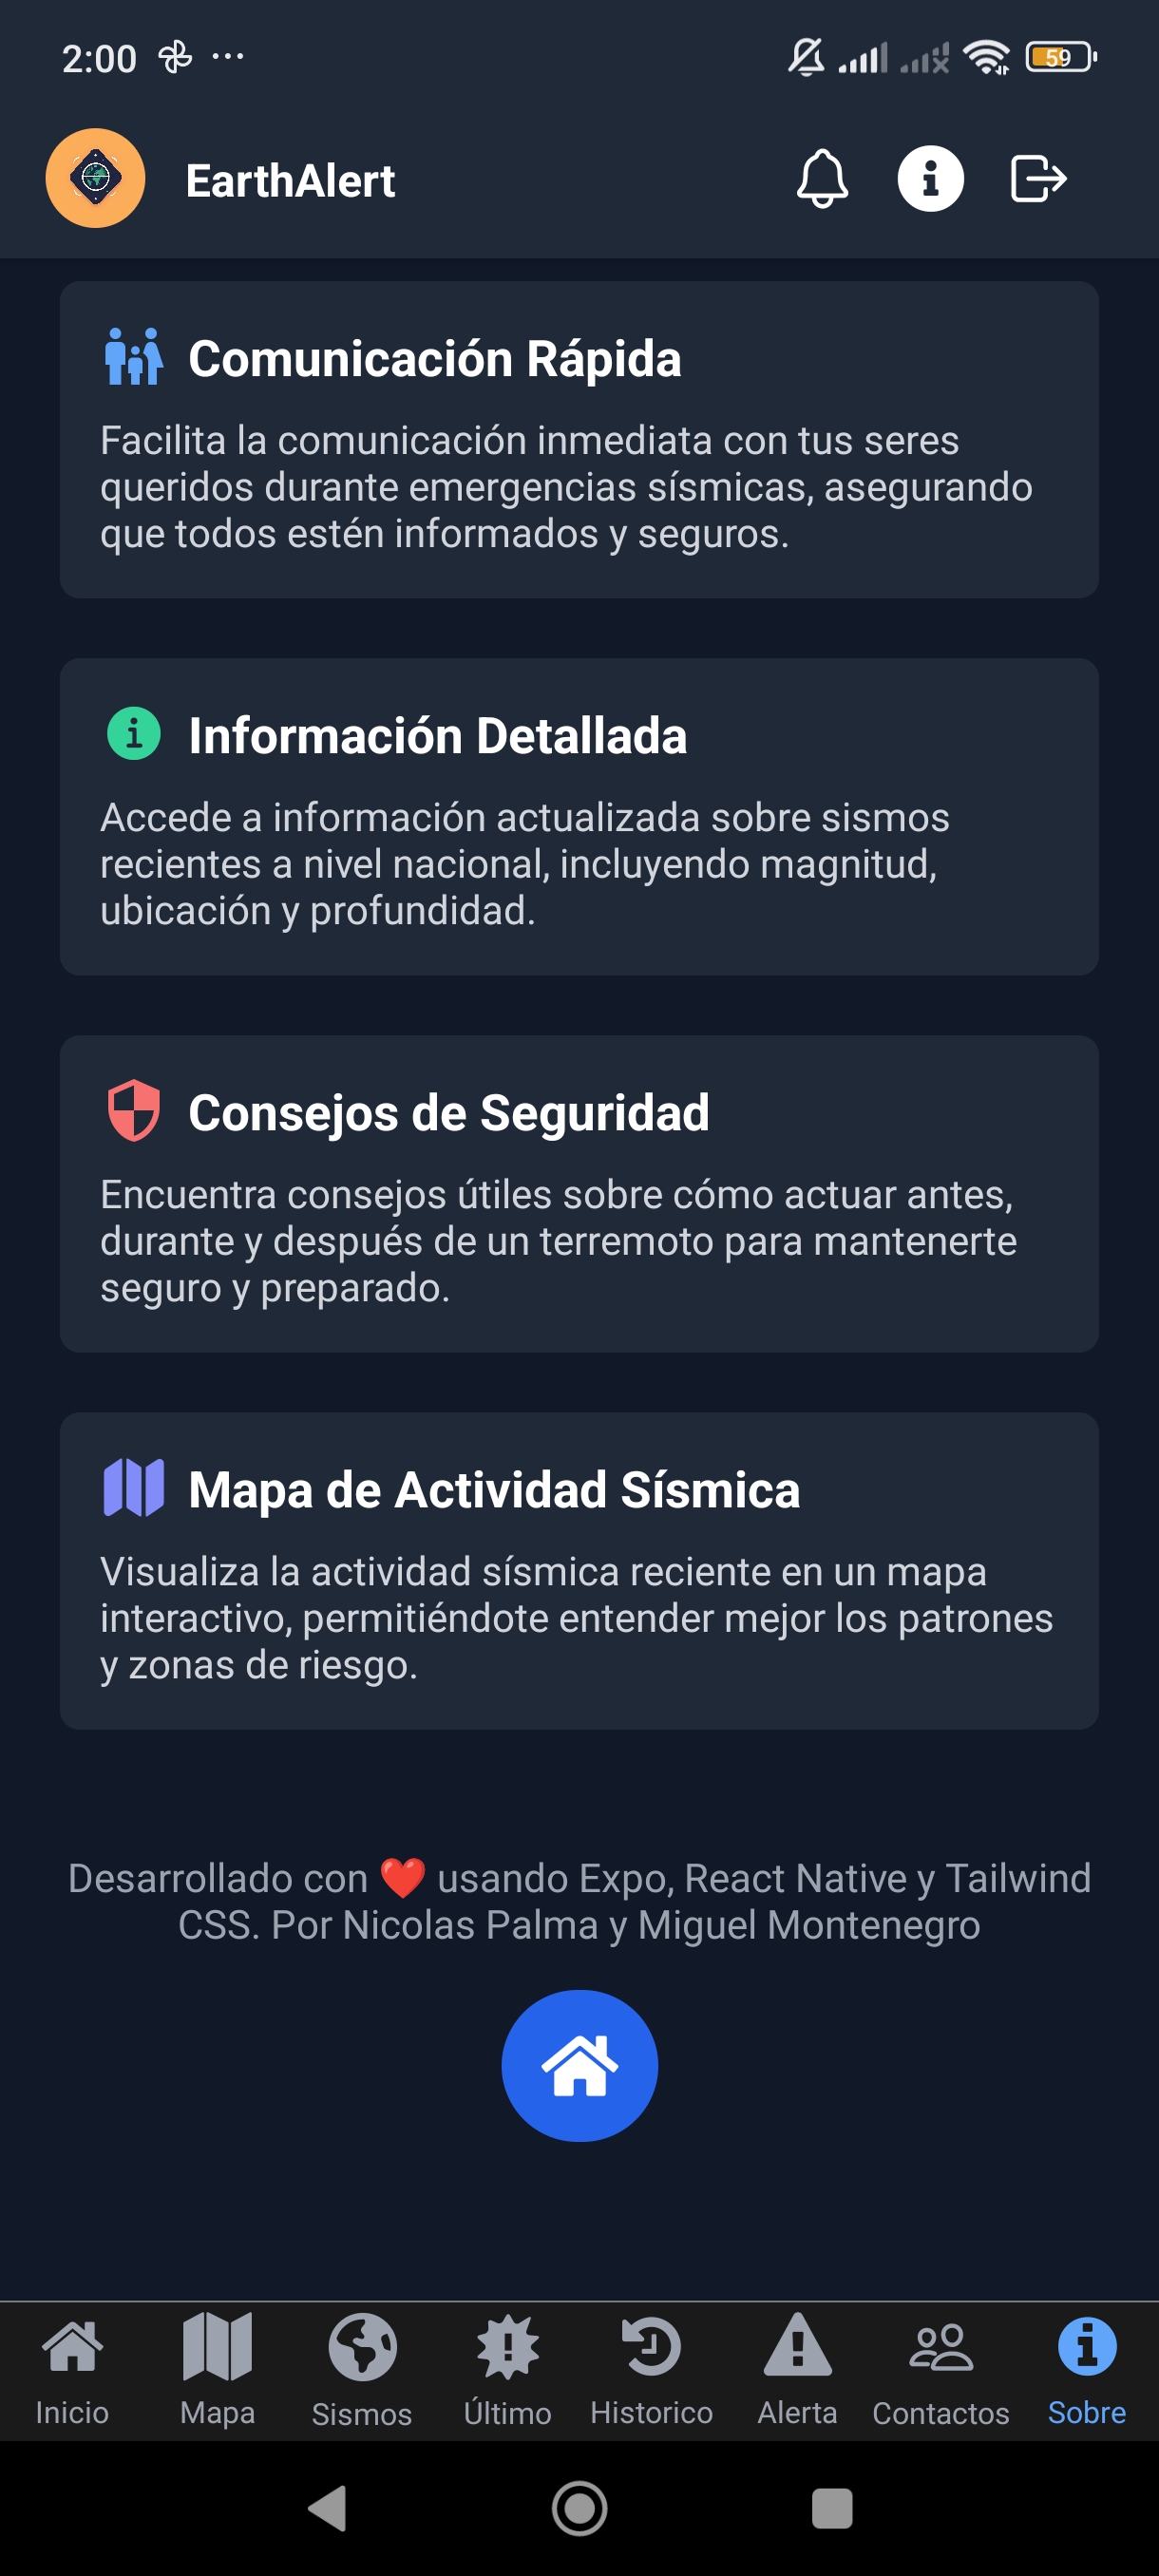 2:00 ...
59
EarthAlert
Comunicación Rápida
Facilita la comunicación inmediata con tus seres
queridos durante emergencias sísmicas, asegurando
que todos estén informados y seguros.
Información Detallada
Accede a información actualizada sobre sismos
recientes a nivel nacional, incluyendo magnitud,
ubicación y profundidad.
Consejos de Seguridad
Encuentra consejos útiles sobre cómo actuar antes,
durante y después de un terremoto para mantenerte
seguro y preparado.
Mapa de Actividad Sísmica
Visualiza la actividad sísmica reciente en un mapa
interactivo, permitiéndote entender mejor los patrones
y zonas de riesgo.
Desarrollado con ❤️ usando Expo, React Native y Tailwind
CSS. Por Nicolas Palma y Miguel Montenegro
Inicio Mapa Sismos Último Historico Alerta Contactos Sobre